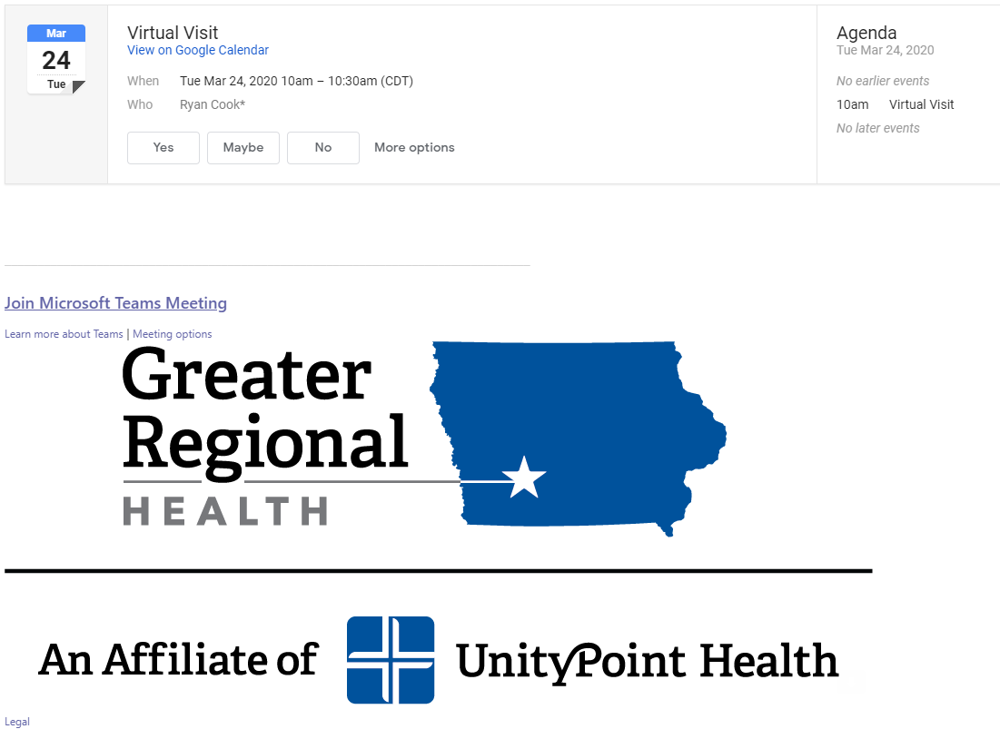 Mar
24
Tue
Virtual Visit
View on Google Calendar
When Tue Mar 24, 2020 10am – 10:30am (CDT)
Who Ryan Cook*
Yes Maybe No More options
Agenda
Tue Mar 24, 2020
No earlier events
10am Virtual Visit
No later events
Join Microsoft Teams Meeting
Learn more about Teams | Meeting options
Greater
Regional
HEALTH
An Affiliate of UnityPoint Health
Legal